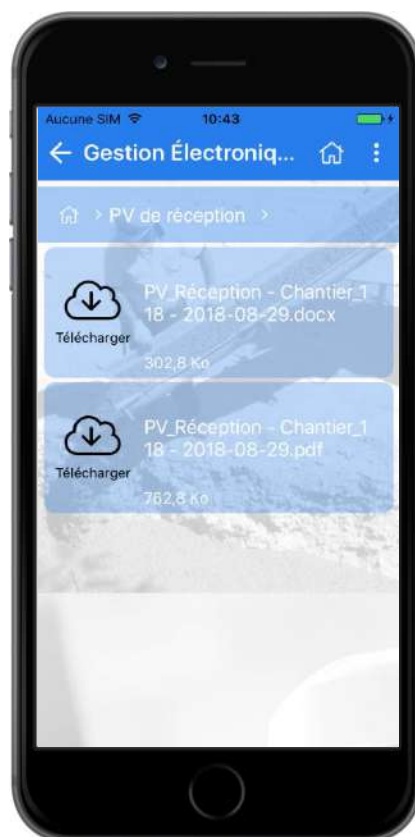 Aucune SIM 10:43
Gestion Électroniq...
> PV de réception >
PV_Réception - Chantier_1
18 - 2018-08-29.docx
Télécharger
302,8 Ko
PV_Réception - Chantier_1
18 - 2018-08-29.pdf
Télécharger
762,8 Ko